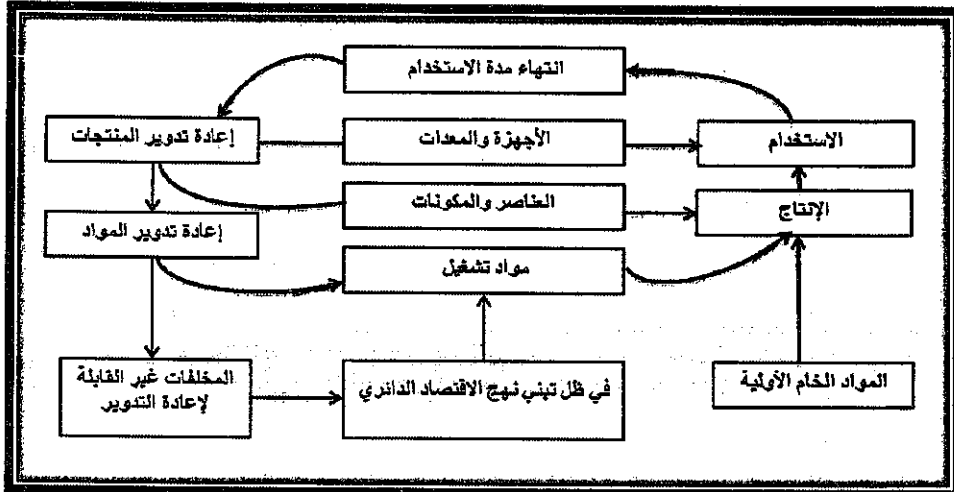 انتهاء مدة الاستخدام
الاستخدام
الأجهزة والمعدات
إعادة تدوير المنتجات
الإنتاج
العناصر والمكونات
إعادة تدوير المواد
مواد تشغيل
المواد الخام الأولية
في ظل تبني نهج الاقتصاد الدائري
المخلفات غير القابلة
لإعادة التدوير